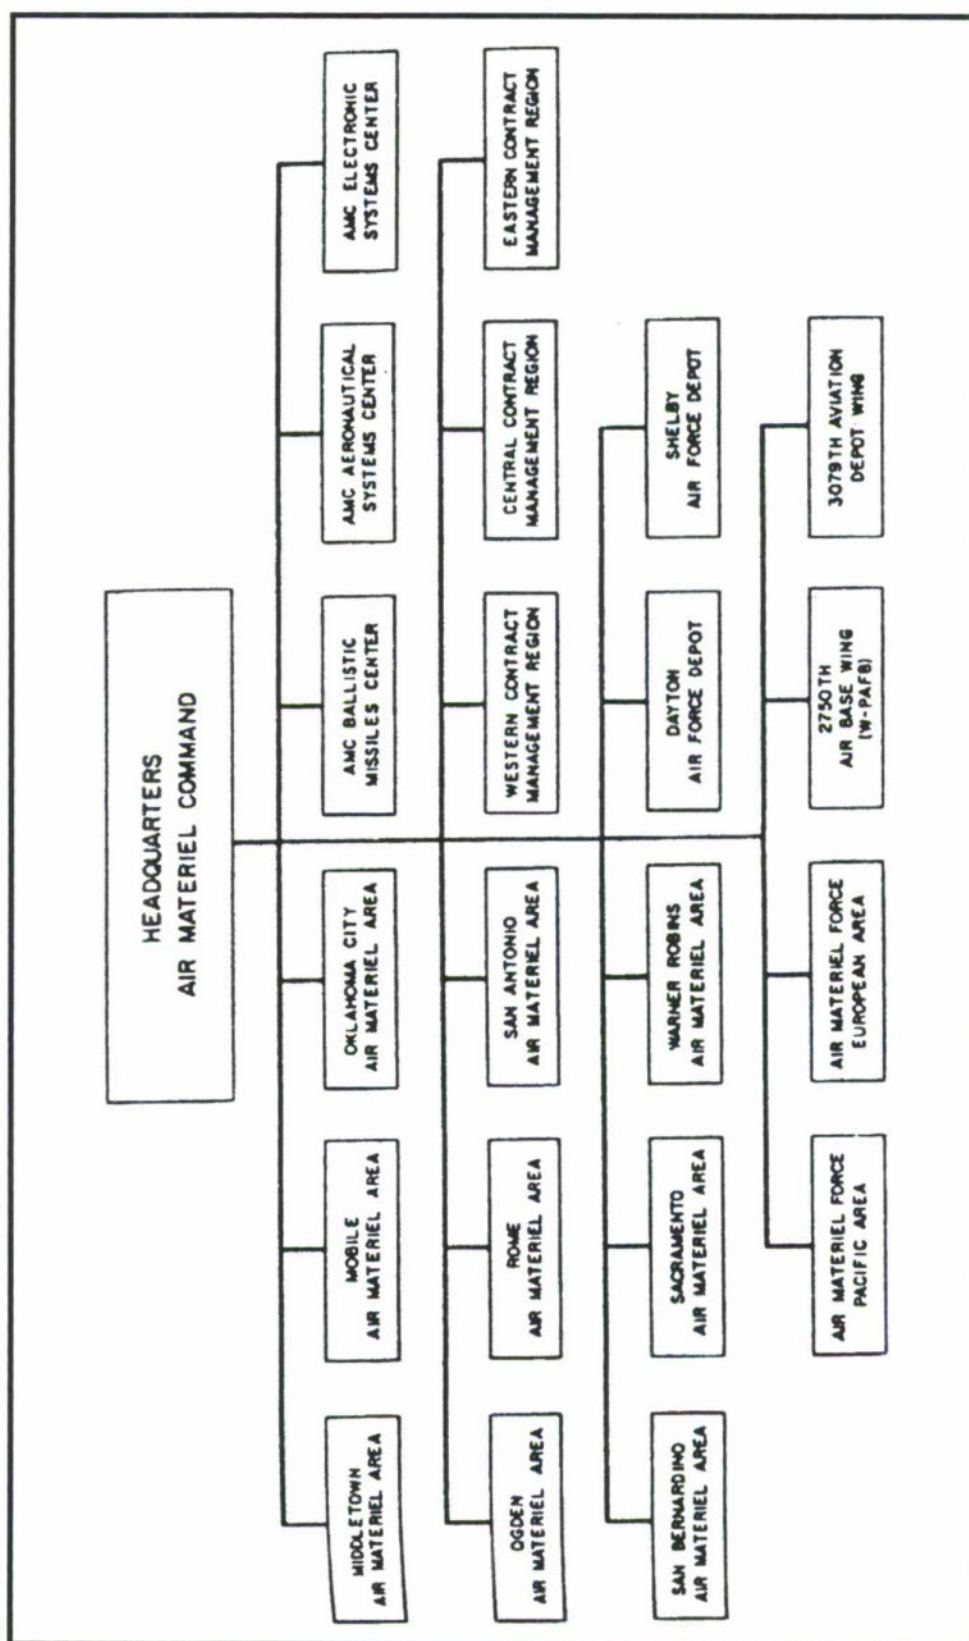 HEADQUARTERS
AIR MATERIEL COMMAND
MIDDLETOWN
AIR MATERIEL AREA
MOBILE
AIR MATERIEL AREA
OKLAHOMA CITY
AIR MATERIEL AREA
AMC BALLISTIC
MISSILES CENTER
AMC AERONAUTICAL
SYSTEMS CENTER
AMC ELECTRONIC
SYSTEMS CENTER
OGDEN
AIR MATERIEL AREA
ROME
AIR MATERIEL AREA
SAN ANTONIO
AIR MATERIEL AREA
WESTERN CONTRACT
MANAGEMENT REGION
CENTRAL CONTRACT
MANAGEMENT REGION
EASTERN CONTRACT
MANAGEMENT REGION
SAN BERNARDINO
AIR MATERIEL AREA
SACRAMENTO
AIR MATERIEL AREA
WARNER ROBINS
AIR MATERIEL AREA
DAYTON
AIR FORCE DEPOT
SHELBY
AIR FORCE DEPOT
AIR MATERIEL FORCE
PACIFIC AREA
AIR MATERIEL FORCE
EUROPEAN AREA
2750TH
AIR BASE WING
(W-PAFB)
3079TH AVIATION
DEPOT WING